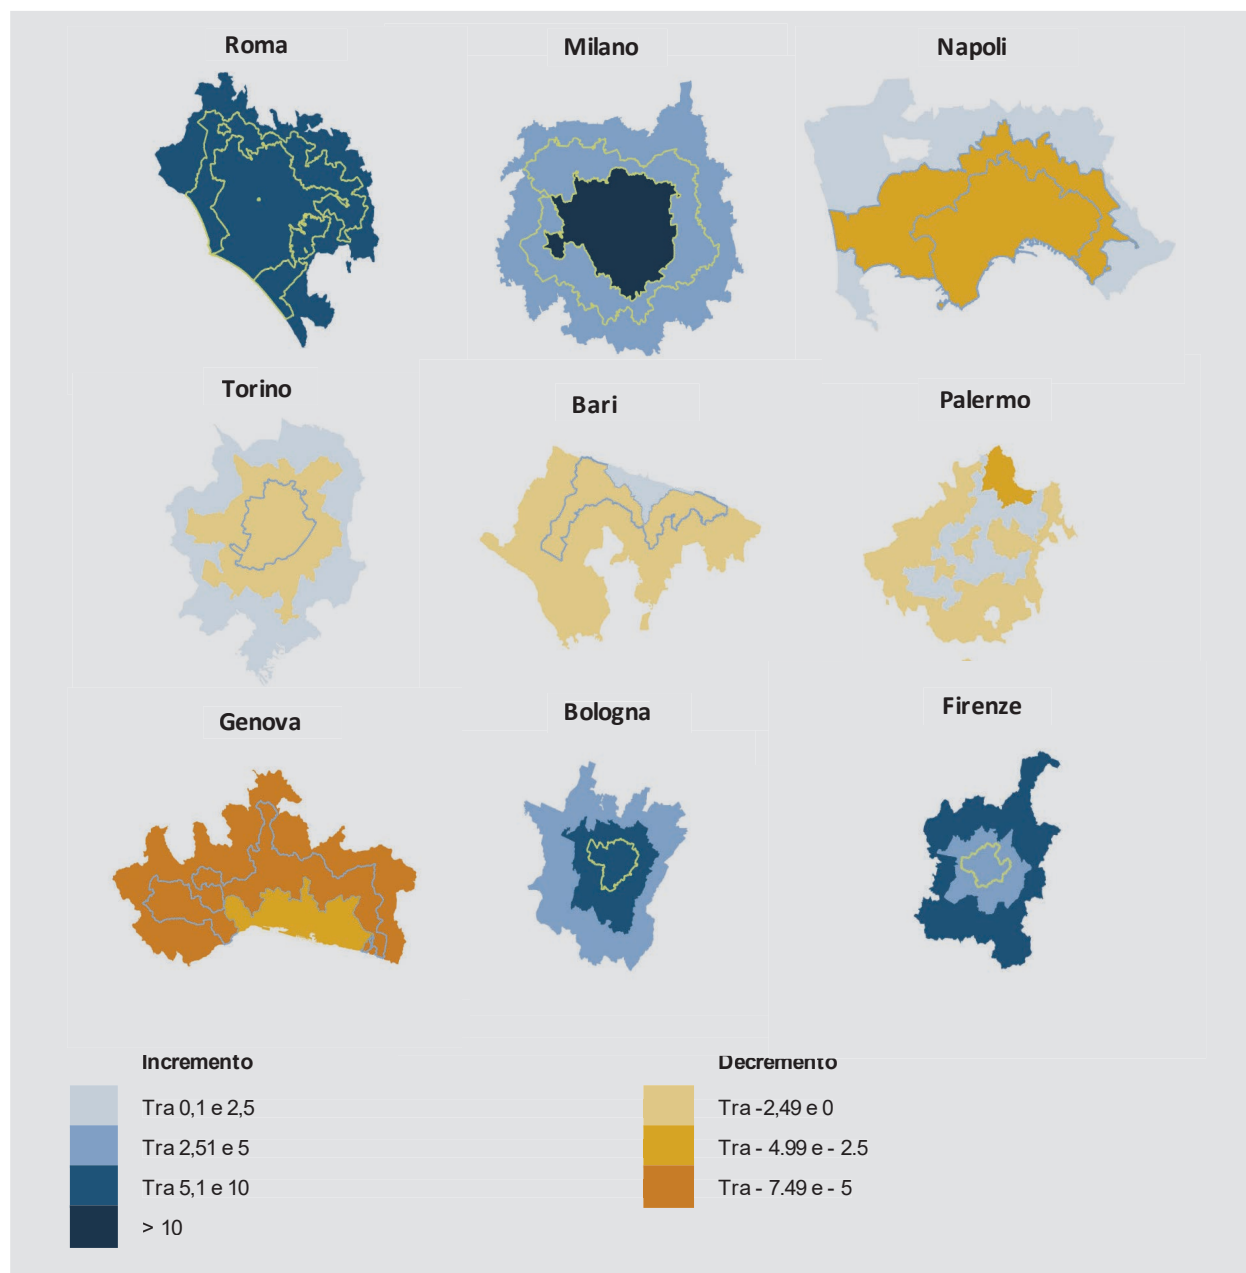 Roma
Milano
Napoli
Torino
Bari
Palermo
Genova
Bologna
Firenze
Incremento
Tra 0,1 e 2,5
Tra 2,51 e 5
Tra 5,1 e 10
> 10
Decremento
Tra -2,49 e 0
Tra - 4.99 e - 2.5
Tra - 7.49 e - 5